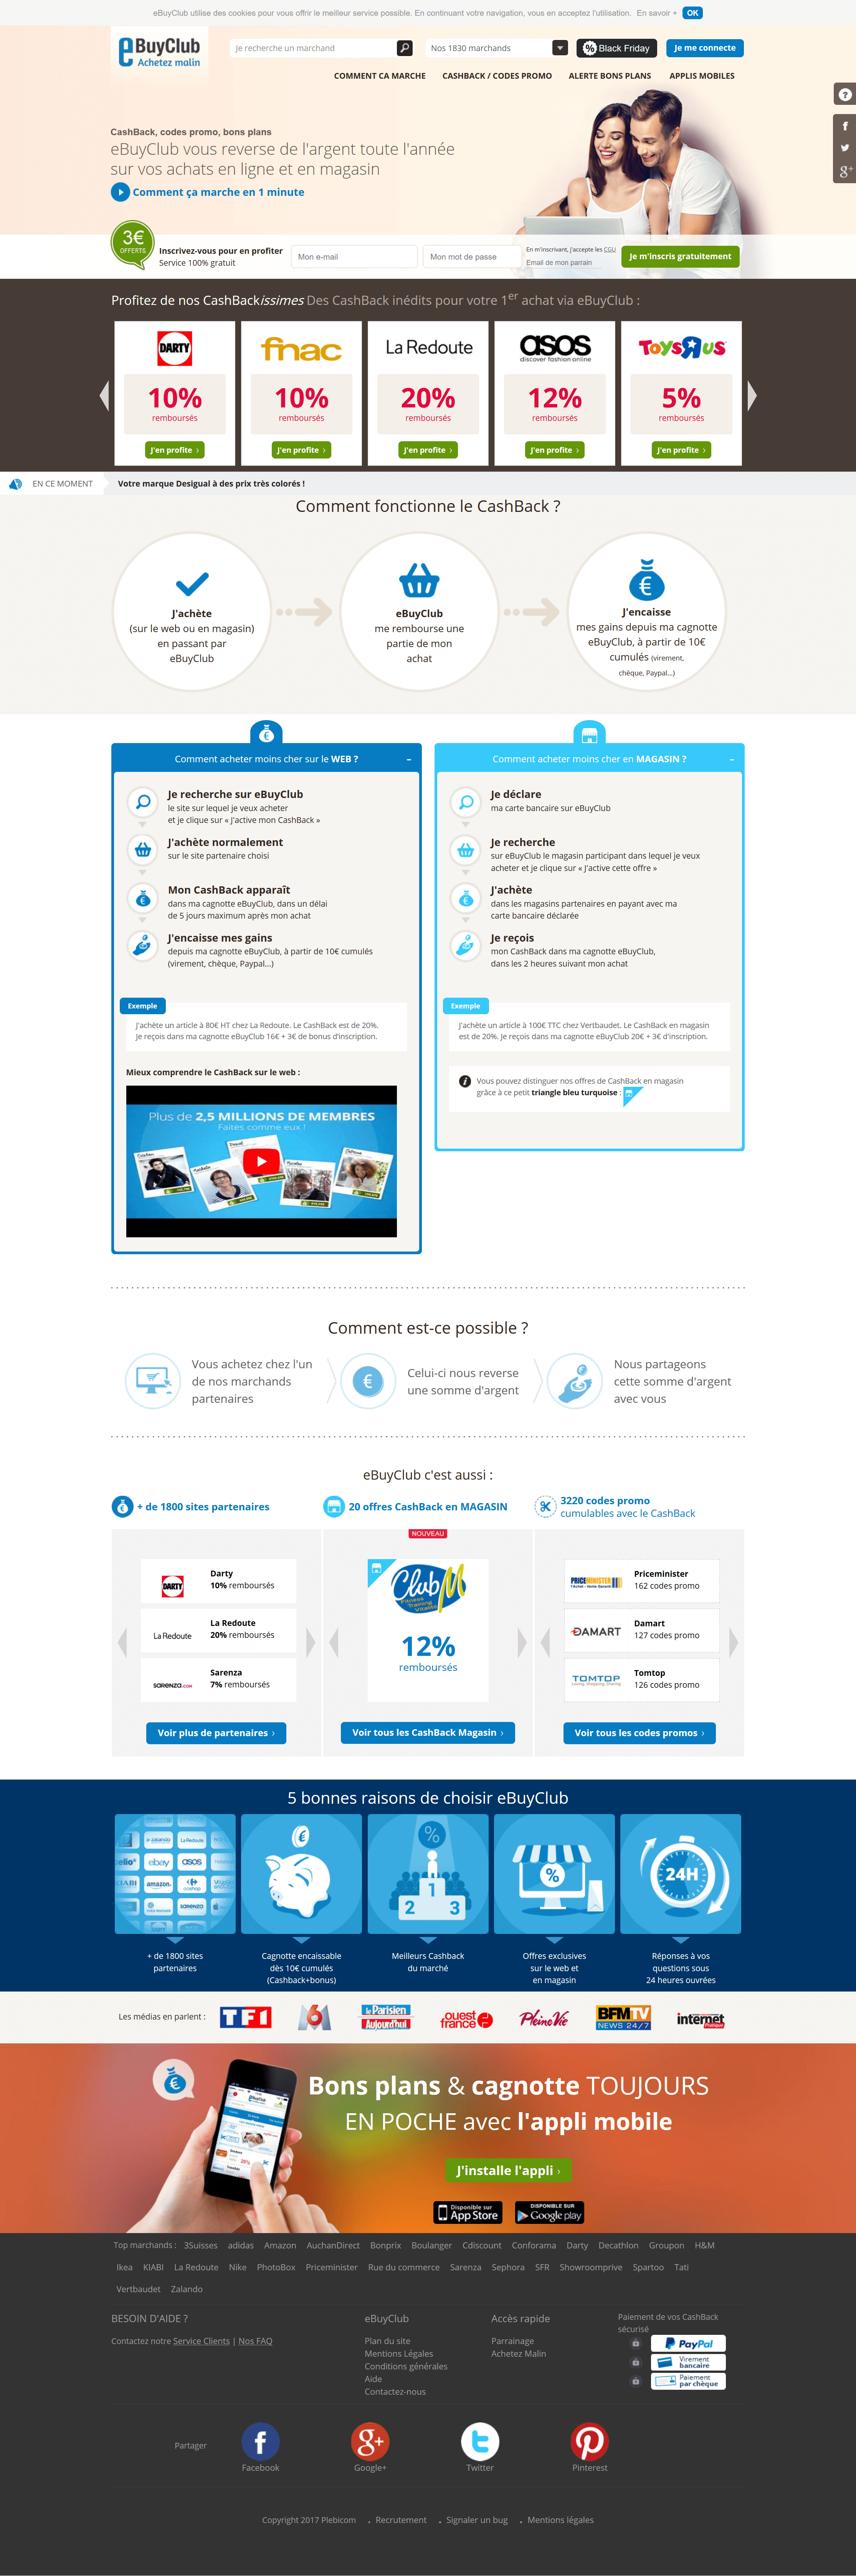 eBuyClub utilise des cookies pour vous offrir le meilleur service possible. En continuant votre navigation, vous en acceptez l'utilisation. En savoir + OK
eBuyClub
Achetez malin
Je recherche un marchand
Nos 1830 marchands
Black Friday
Je me connecte
COMMENT CA MARCHE
CASHBACK / CODES PROMO
ALERTE BONS PLANS
APPLIS MOBILES
CashBack, codes promo, bons plans
eBuyClub vous reverse de l'argent toute l'année
sur vos achats en ligne et en magasin
Comment ça marche en 1 minute
3€
OFFERTS
Inscrivez-vous pour en profiter
Service 100% gratuit
Mon e-mail
Mon mot de passe
En m'inscrivant, j'accepte les CGU
Email de mon parrain
Je m'inscris gratuitement
Profitez de nos CashBackissimes Des CashBack inédits pour votre 1er achat via eBuyClub :
DARTY
10%
remboursés
J'en profite ›
fnac
10%
remboursés
J'en profite ›
La Redoute
20%
remboursés
J'en profite ›
asos
discover fashion online
12%
remboursés
J'en profite ›
Toys R Us
5%
remboursés
J'en profite ›
EN CE MOMENT
Votre marque Desigual à des prix très colorés !
Comment fonctionne le CashBack ?
J'achète
(sur le web ou en magasin)
en passant par
eBuyClub
eBuyClub
me rembourse une
partie de mon
achat
J'encaisse
mes gains depuis ma cagnotte
eBuyClub, à partir de 10€
cumulés (virement,
chèque, Paypal...)
Comment acheter moins cher sur le WEB ? –
Je recherche sur eBuyClub
le site sur lequel je veux acheter
et je clique sur « J'active mon CashBack »
J'achète normalement
sur le site partenaire choisi
Mon CashBack apparaît
dans ma cagnotte eBuyClub, dans un délai
de 5 jours maximum après mon achat
J'encaisse mes gains
depuis ma cagnotte eBuyClub, à partir de 10€ cumulés
(virement, chèque, Paypal...)
Exemple
J'achète un article à 80€ HT chez La Redoute. Le CashBack est de 20%.
Je reçois dans ma cagnotte eBuyClub 16€ + 3€ de bonus d'inscription.
Mieux comprendre le CashBack sur le web :
Plus de 2,5 MILLIONS DE MEMBRES
Faites comme eux !
Comment acheter moins cher en MAGASIN ? –
Je déclare
ma carte bancaire sur eBuyClub
Je recherche
sur eBuyClub le magasin participant dans lequel je veux
acheter et je clique sur « J'active cette offre »
J'achète
dans les magasins partenaires en payant avec ma
carte bancaire déclarée
Je reçois
mon CashBack dans ma cagnotte eBuyClub,
dans les 2 heures suivant mon achat
Exemple
J'achète un article à 100€ TTC chez Vertbaudet. Le CashBack en magasin
est de 20%. Je reçois dans ma cagnotte eBuyClub 20€ + 3€ d'inscription.
Vous pouvez distinguer nos offres de CashBack en magasin
grâce à ce petit triangle bleu turquoise :
Comment est-ce possible ?
Vous achetez chez l'un
de nos marchands
partenaires
Celui-ci nous reverse
une somme d'argent
Nous partageons
cette somme d'argent
avec vous
eBuyClub c'est aussi :
+ de 1800 sites partenaires
DARTY
Darty
10% remboursés
La Redoute
La Redoute
20% remboursés
SARENZA.COM
Sarenza
7% remboursés
Voir plus de partenaires ›
20 offres CashBack en MAGASIN
NOUVEAU
Club M
Fitness
Training
Vitalité
12%
remboursés
Voir tous les CashBack Magasin ›
3220 codes promo
cumulables avec le CashBack
PRICEMINISTER
Priceminister
162 codes promo
DAMART
Damart
127 codes promo
TOMTOP
Tomtop
126 codes promo
Voir tous les codes promos ›
5 bonnes raisons de choisir eBuyClub
zalando
La Redoute
ebay
asos
amazon.
sarenza
1
2
3
24H
+ de 1800 sites
partenaires
Cagnotte encaissable
dès 10€ cumulés
(Cashback+bonus)
Meilleurs Cashback
du marché
Offres exclusives
sur le web et
en magasin
Réponses à vos
questions sous
24 heures ouvrées
Les médias en parlent :
TF1
M6
le Parisien
Aujourd'hui
ouest
france
Pleine Vie
BFM TV
NEWS 24/7
internet
Pratique
Bons plans & cagnotte TOUJOURS
EN POCHE avec l'appli mobile
J'installe l'appli ›
Disponible sur
App Store
DISPONIBLE SUR
Google play
Top marchands : 3Suisses adidas Amazon AuchanDirect Bonprix Boulanger Cdiscount Conforama Darty Decathlon Groupon H&M
Ikea KIABI La Redoute Nike PhotoBox Priceminister Rue du commerce Sarenza Sephora SFR Showroomprive Spartoo Tati
Vertbaudet Zalando
BESOIN D'AIDE ?
Contactez notre Service Clients | Nos FAQ
eBuyClub
Plan du site
Mentions Légales
Conditions générales
Aide
Contactez-nous
Accès rapide
Parrainage
Achetez Malin
Paiement de vos CashBack
sécurisé
PayPal
Virement
bancaire
Paiement
par chèque
Partager
Facebook
Google+
Twitter
Pinterest
Copyright 2017 Plebicom
Recrutement
Signaler un bug
Mentions légales